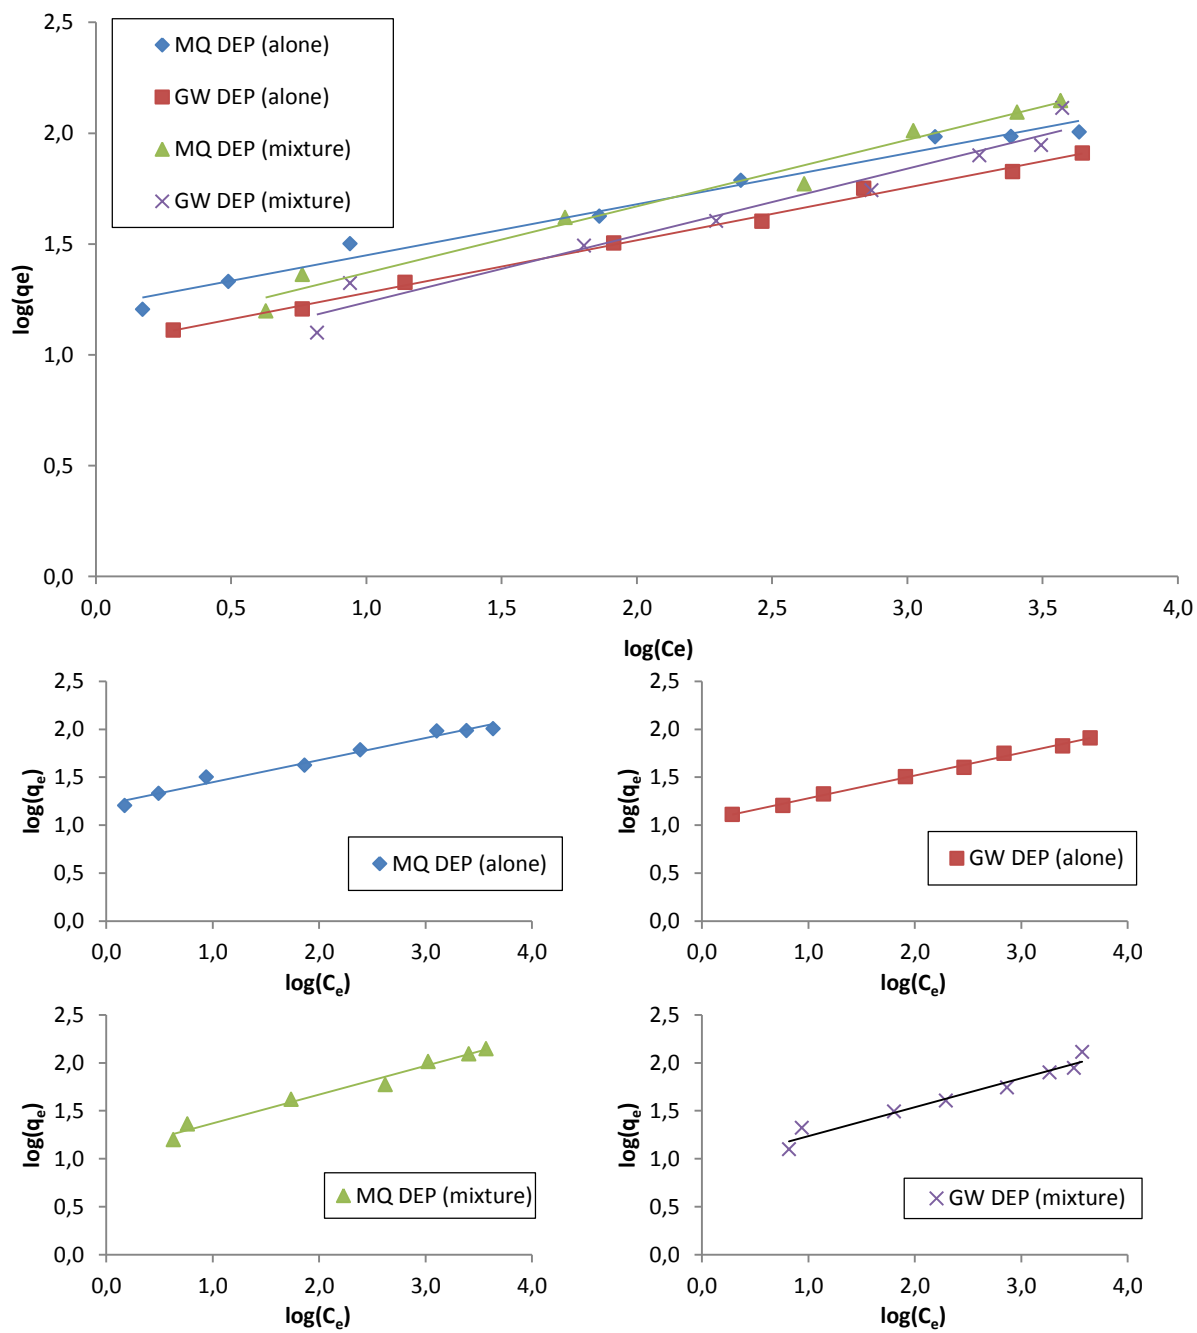 2,5
2,0
1,5
1,0
0,5
0,0
log(qe)
MQ DEP (alone)
GW DEP (alone)
MQ DEP (mixture)
GW DEP (mixture)
0,0 0,5 1,0 1,5 2,0 2,5 3,0 3,5 4,0
log(Ce)
2,5
2,0
1,5
1,0
0,5
0,0
log(qe)
MQ DEP (alone)
0,0 1,0 2,0 3,0 4,0
log(Ce)
2,5
2,0
1,5
1,0
0,5
0,0
log(qe)
GW DEP (alone)
0,0 1,0 2,0 3,0 4,0
log(Ce)
2,5
2,0
1,5
1,0
0,5
0,0
log(qe)
MQ DEP (mixture)
0,0 1,0 2,0 3,0 4,0
log(Ce)
2,5
2,0
1,5
1,0
0,5
0,0
log(qe)
GW DEP (mixture)
0,0 1,0 2,0 3,0 4,0
log(Ce)